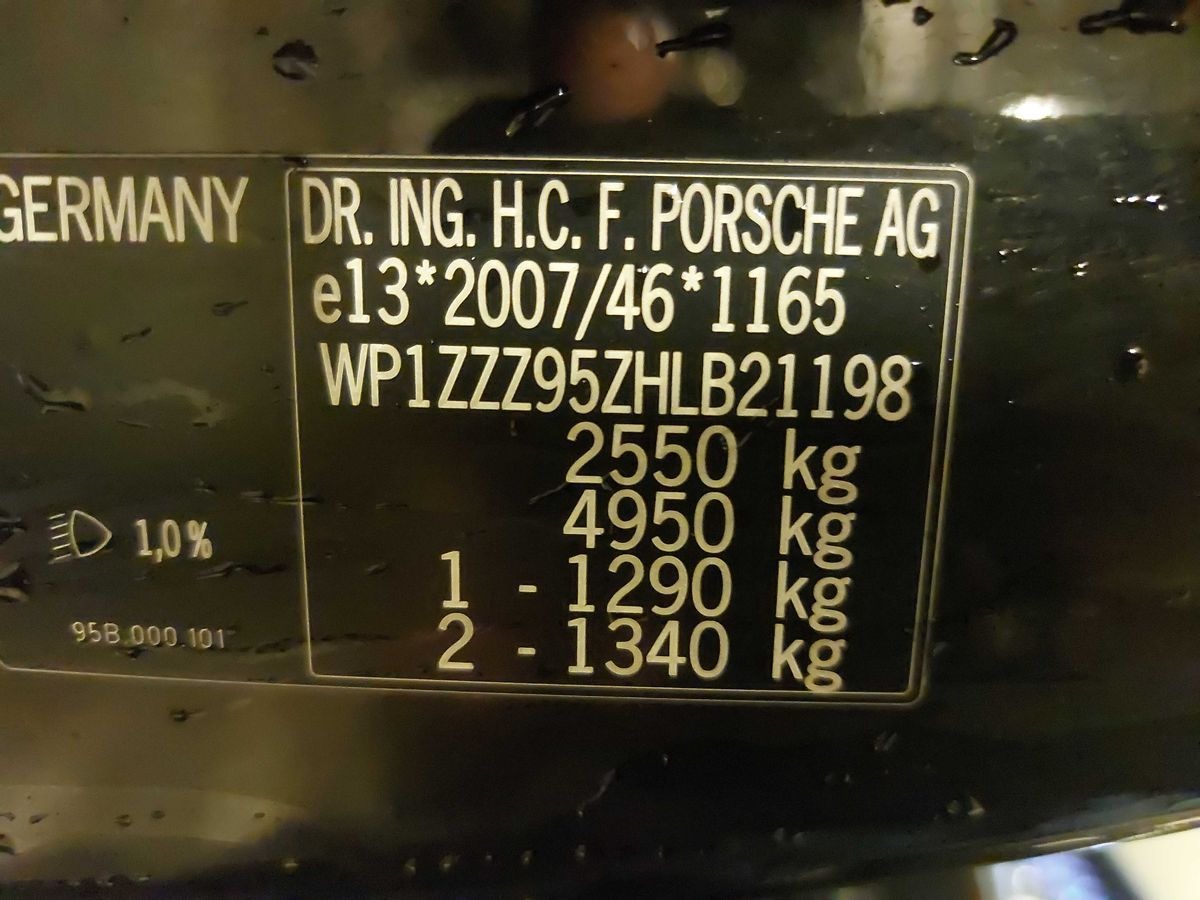 GERMANY
DR. ING. H.C. F. PORSCHE AG
e13*2007/46*1165
WP1ZZZ95ZHLB21198
2550 kg
4950 kg
1 - 1290 kg
2 - 1340 kg
1,0%
95B.000.101